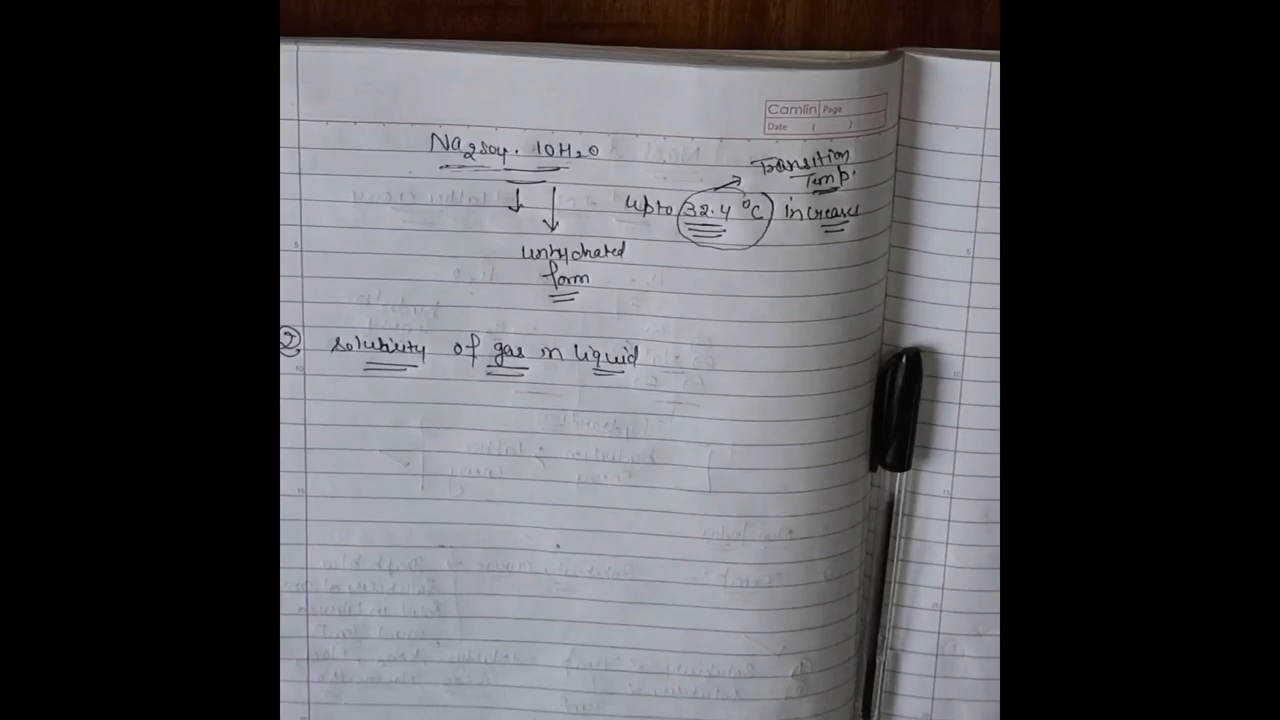 Camlin Page
Date / /
Na2SO4. 10H2O
Transition
Temp.
upto 32.4 °C increases
unhydrated
form
② solubility of gas in liquid